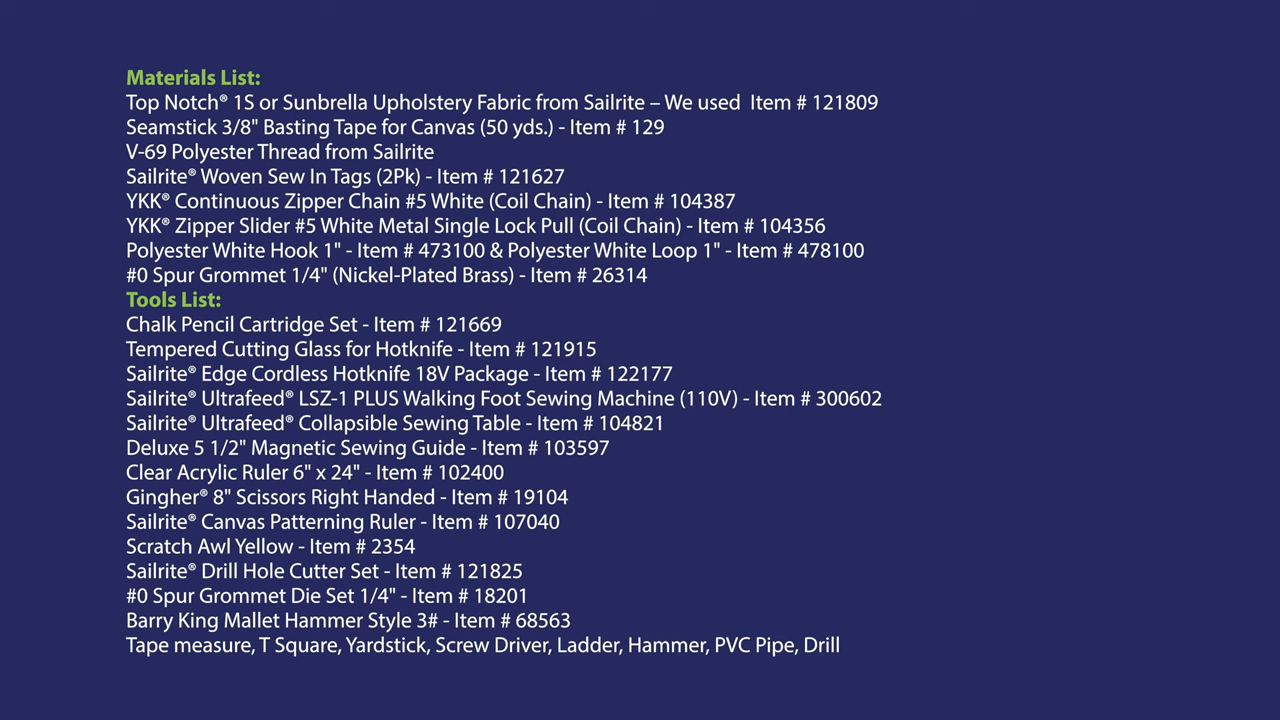 Materials List:
Top Notch® 1S or Sunbrella Upholstery Fabric from Sailrite – We used  Item # 121809
Seamstick 3/8" Basting Tape for Canvas (50 yds.) - Item # 129
V-69 Polyester Thread from Sailrite
Sailrite® Woven Sew In Tags (2Pk) - Item # 121627
YKK® Continuous Zipper Chain #5 White (Coil Chain) - Item # 104387
YKK® Zipper Slider #5 White Metal Single Lock Pull (Coil Chain) - Item # 104356
Polyester White Hook 1" - Item # 473100 & Polyester White Loop 1" - Item # 478100
#0 Spur Grommet 1/4" (Nickel-Plated Brass) - Item # 26314
Tools List:
Chalk Pencil Cartridge Set - Item # 121669
Tempered Cutting Glass for Hotknife - Item # 121915
Sailrite® Edge Cordless Hotknife 18V Package - Item # 122177
Sailrite® Ultrafeed® LSZ-1 PLUS Walking Foot Sewing Machine (110V) - Item # 300602
Sailrite® Ultrafeed® Collapsible Sewing Table - Item # 104821
Deluxe 5 1/2" Magnetic Sewing Guide - Item # 103597
Clear Acrylic Ruler 6" x 24" - Item # 102400
Gingher® 8" Scissors Right Handed - Item # 19104
Sailrite® Canvas Patterning Ruler - Item # 107040
Scratch Awl Yellow - Item # 2354
Sailrite® Drill Hole Cutter Set - Item # 121825
#0 Spur Grommet Die Set 1/4" - Item # 18201
Barry King Mallet Hammer Style 3# - Item # 68563
Tape measure, T Square, Yardstick, Screw Driver, Ladder, Hammer, PVC Pipe, Drill